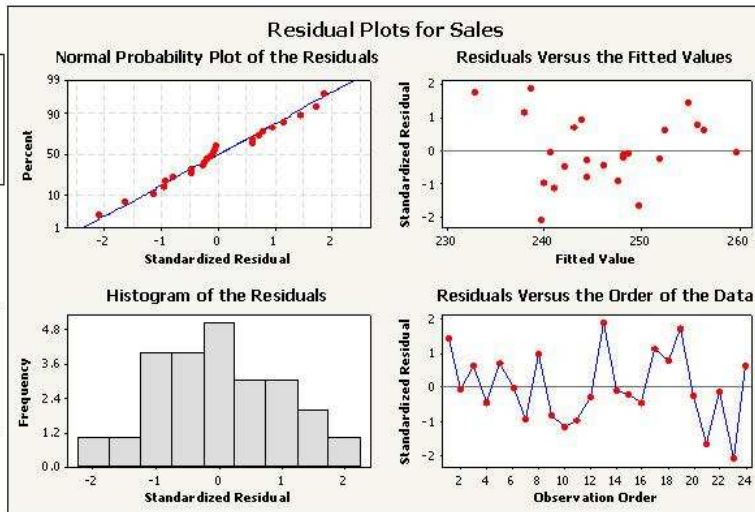 Residual Plots for Sales
Normal Probability Plot of the Residuals
99
90
50
10
1
Percent
-2 -1 0 1 2
Standardized Residual
Residuals Versus the Fitted Values
2
1
0
-1
-2
Standardized Residual
230 240 250 260
Fitted Value
Histogram of the Residuals
4.8
3.6
2.4
1.2
0.0
Frequency
-2 -1 0 1 2
Standardized Residual
Residuals Versus the Order of the Data
2
1
0
-1
-2
Standardized Residual
2 4 6 8 10 12 14 16 18 20 22 24
Observation Order